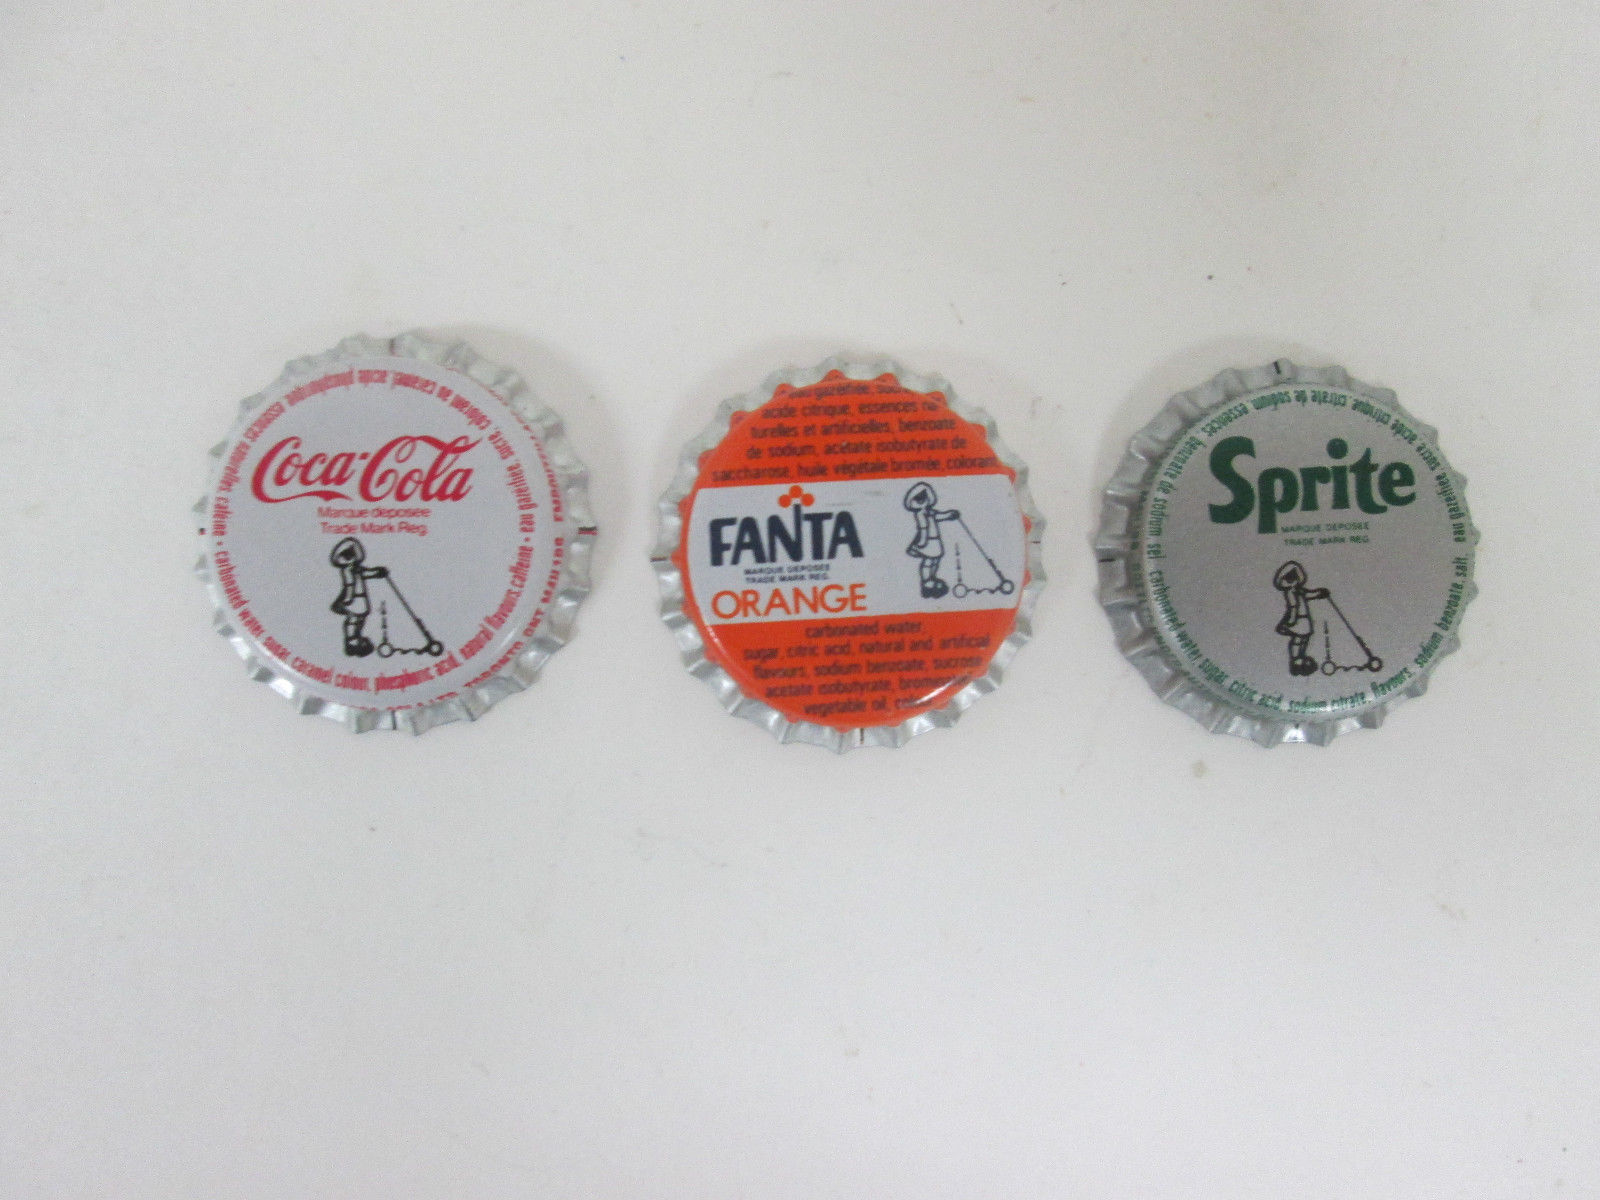 Coca-Cola
Marque deposee
Trade Mark Reg.
eau gazéifiée, sucre, colorant au caramel, acide phosphorique, essences naturelles, caféine • carbonated water, sugar, caramel colour, phosphoric acid, natural flavours, caffeine •
TORONTO, ONT. M4H 1P6
acide citrique, essences na-
turelles et artificielles, benzoate
de sodium, acétate isobutyrate de
saccharose, huile végétale bromée, colorant
FANTA
MARQUE DEPOSEE
TRADE MARK REG.
ORANGE
carbonated water,
sugar, citric acid, natural and artificial
flavours, sodium benzoate, sucrose
acetate isobutyrate,
vegetable oil,
Sprite
MARQUE DEPOSEE
TRADE MARK REG.
eau gazéifiée, sucre, acide citrique, citrate de sodium, essences, benzoate de sodium, sel. carbonated water, sugar, citric acid, sodium citrate, flavours, sodium benzoate, salt.